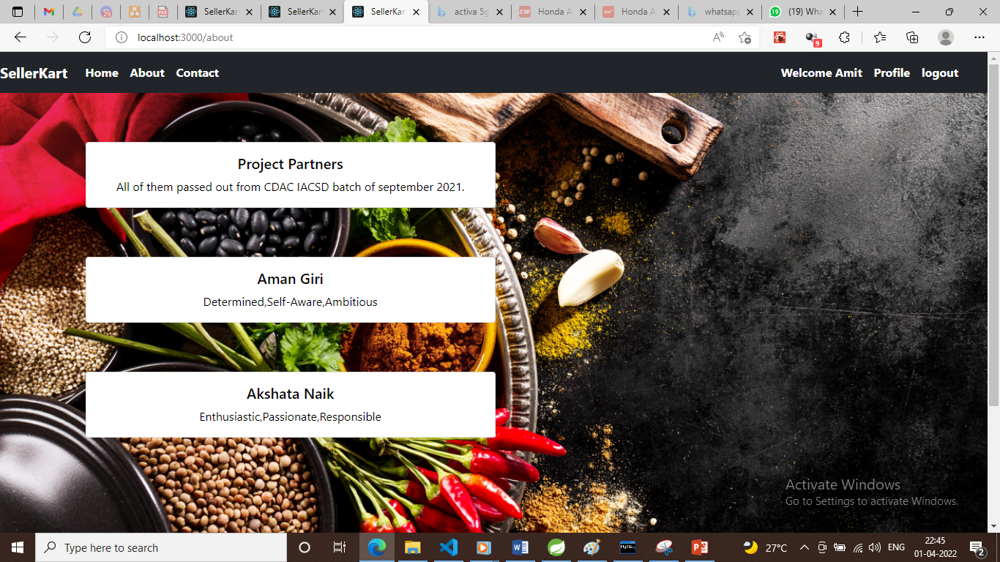 29
PDF
SellerKar
SellerKar
SellerKar
activa 5g
Honda A
Honda A
whatsapp
19
(19) Wha
localhost:3000/about
9
SellerKart Home About Contact Welcome Amit Profile logout
Project Partners
All of them passed out from CDAC IACSD batch of september 2021.
Aman Giri
Determined,Self-Aware,Ambitious
Akshata Naik
Enthusiastic,Passionate,Responsible
Activate Windows
Go to Settings to activate Windows.
Type here to search
27°C
ENG
22:45
01-04-2022
2